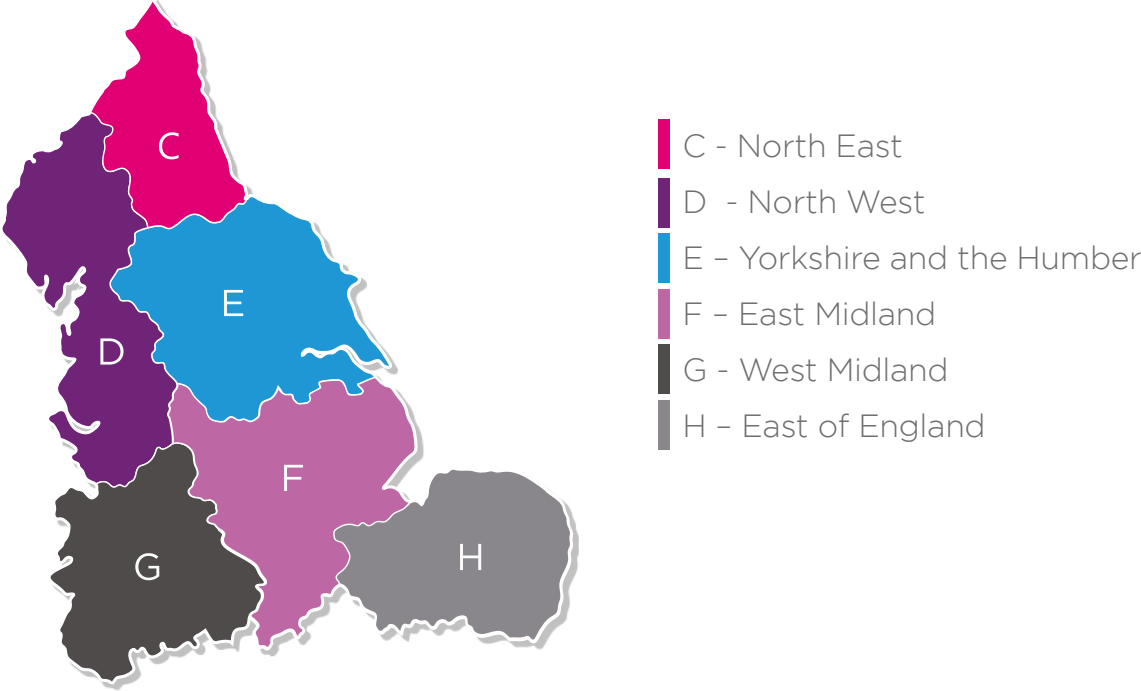 C
D
E
F
G
H
C - North East
D - North West
E – Yorkshire and the Humber
F – East Midland
G - West Midland
H – East of England